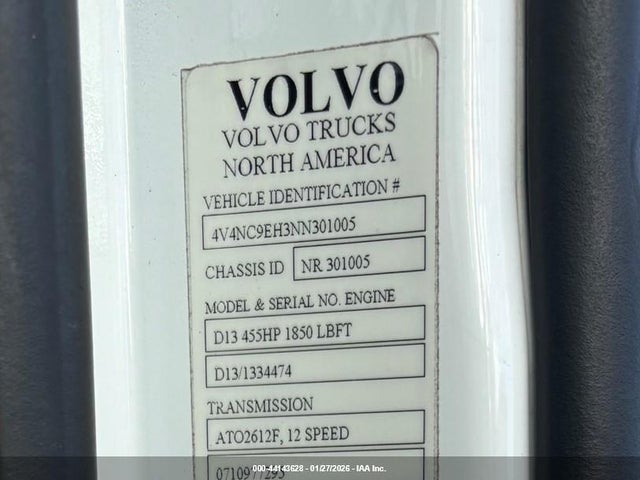 VOLVO
VOLVO TRUCKS
NORTH AMERICA
VEHICLE IDENTIFICATION #
4V4NC9EH3NN301005
CHASSIS ID NR 301005
MODEL & SERIAL NO. ENGINE
D13 455HP 1850 LBFT
D13/1334474
TRANSMISSION
ATO2612F, 12 SPEED
0710977295
000-44143628 - 01/27/2026 - IAA Inc.